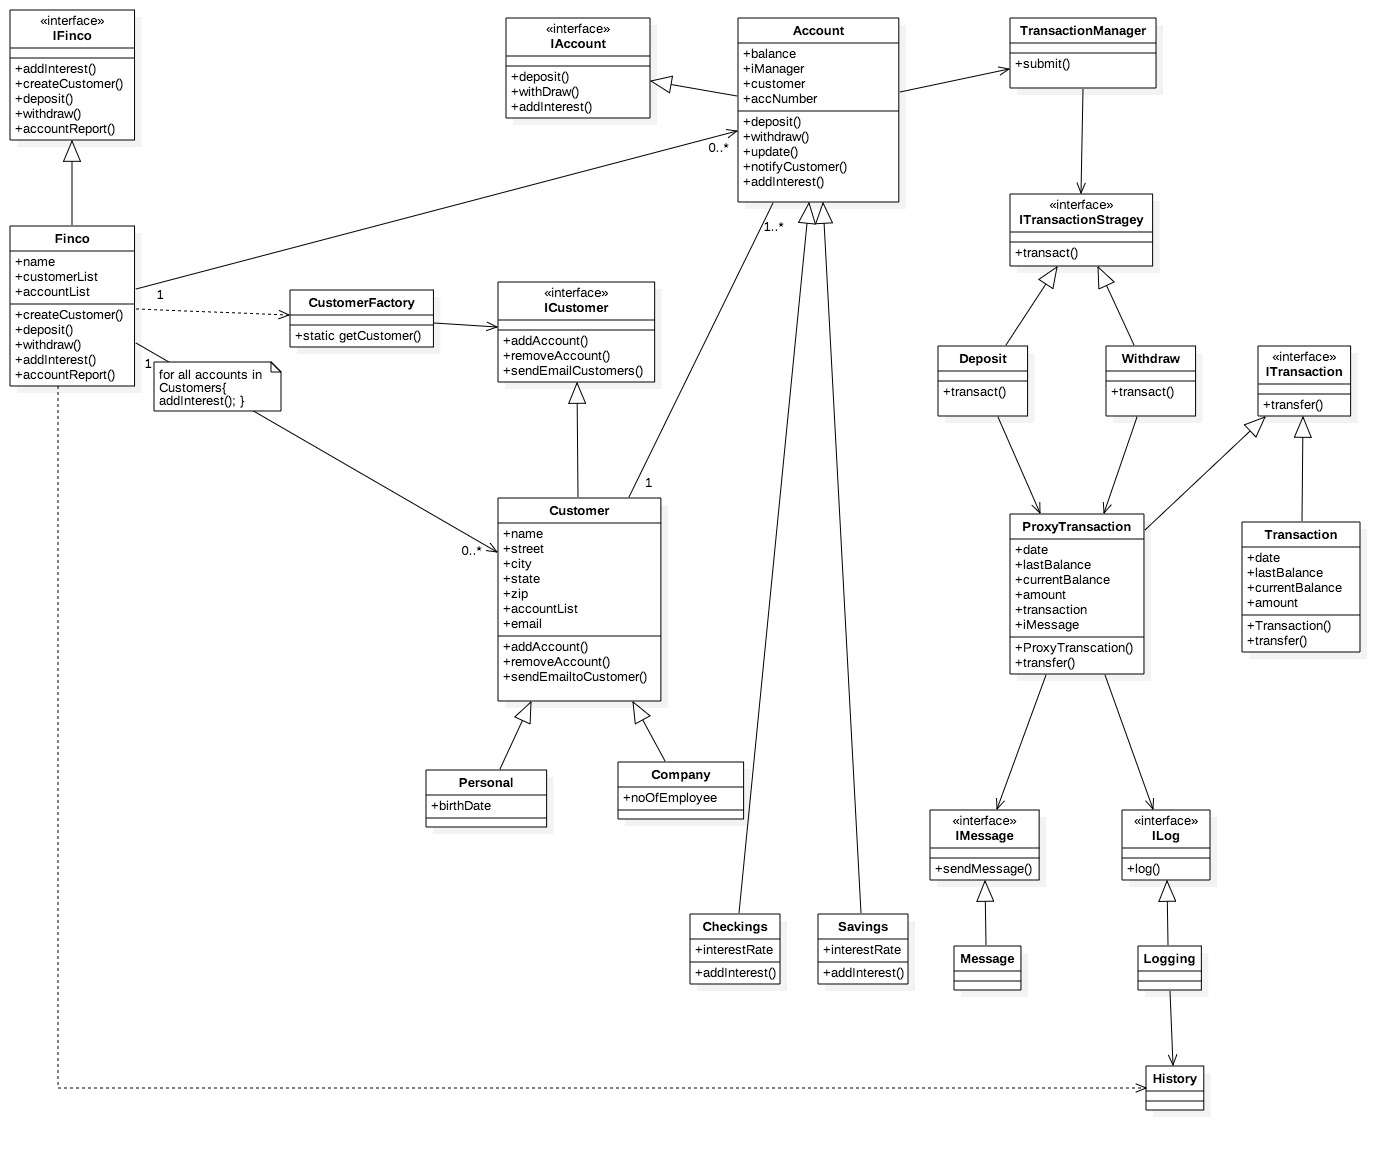 «interface»
IFinco
+addInterest()
+createCustomer()
+deposit()
+withdraw()
+accountReport()
«interface»
IAccount
+deposit()
+withDraw()
+addInterest()
Account
+balance
+iManager
+customer
+accNumber
+deposit()
+withdraw()
+update()
+notifyCustomer()
+addInterest()
TransactionManager
+submit()
0..*
1..*
«interface»
ITransactionStragey
+transact()
Finco
+name
+customerList
+accountList
+createCustomer()
+deposit()
+withdraw()
+addInterest()
+accountReport()
1
1
CustomerFactory
+static getCustomer()
«interface»
ICustomer
+addAccount()
+removeAccount()
+sendEmailCustomers()
for all accounts in
Customers{
addInterest(); }
Deposit
+transact()
Withdraw
+transact()
«interface»
ITransaction
+transfer()
1
0..*
Customer
+name
+street
+city
+state
+zip
+accountList
+email
+addAccount()
+removeAccount()
+sendEmailtoCustomer()
ProxyTransaction
+date
+lastBalance
+currentBalance
+amount
+transaction
+iMessage
+ProxyTranscation()
+transfer()
Transaction
+date
+lastBalance
+currentBalance
+amount
+Transaction()
+transfer()
Personal
+birthDate
Company
+noOfEmployee
«interface»
IMessage
+sendMessage()
«interface»
ILog
+log()
Checkings
+interestRate
+addInterest()
Savings
+interestRate
+addInterest()
Message
Logging
History